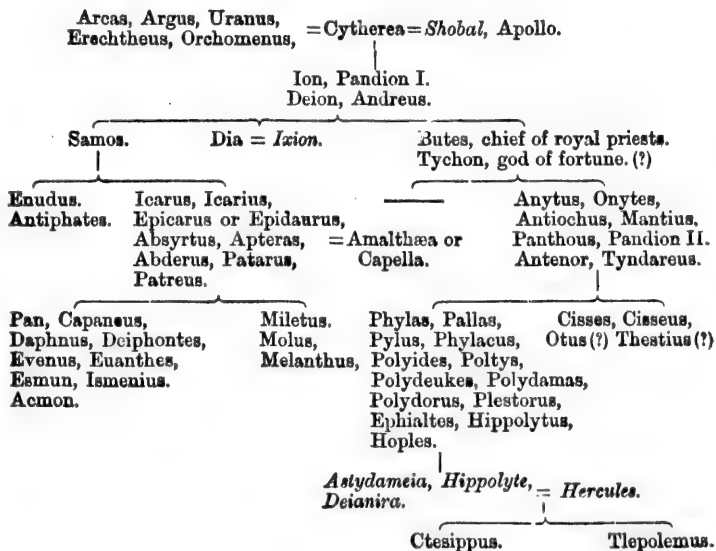 Arcas, Argus, Uranus,
Erechtheus, Orchomenus, =Cytherea=Shobal, Apollo.
Ion, Pandion I.
Deion, Andreus.
Samos. Dia = Ixion. Butes, chief of royal priests.
Tychon, god of fortune. (?)
Enudus. Icarus, Icarius, Anytus, Onytes,
Antiphates. Epicarus or Epidaurus, Antiochus, Mantius,
Absyrtus, Apteras, =Amalthæa or Panthous, Pandion II.
Abderus, Patarus, Capella. Antenor, Tyndareus.
Patreus.
Pan, Capaneus, Miletus. Phylas, Pallas, Cisses, Cisseus,
Daphnus, Deiphontes, Molus, Pylus, Phylacus, Otus (?) Thestius (?)
Evenus, Euanthes, Melanthus, Polyides, Poltys,
Esmun, Ismenius. Polydeukes, Polydamas,
Acmon. Polydorus, Plestorus,
Ephialtes, Hippolytus,
Hoples.
Astydameia, Hippolyte, = Hercules.
Deianira.
Ctesippus. Tlepolemus.